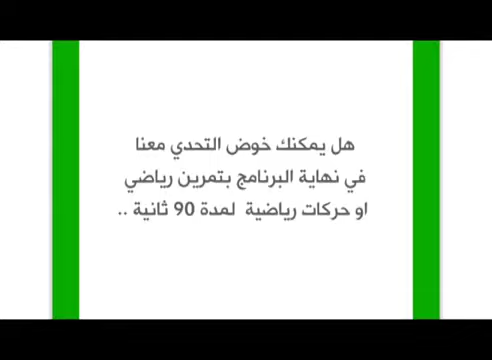 هل يمكنك خوض التحدي معنا
في نهاية البرنامج بتمرين رياضي
او حركات رياضية لمدة 90 ثانية ..